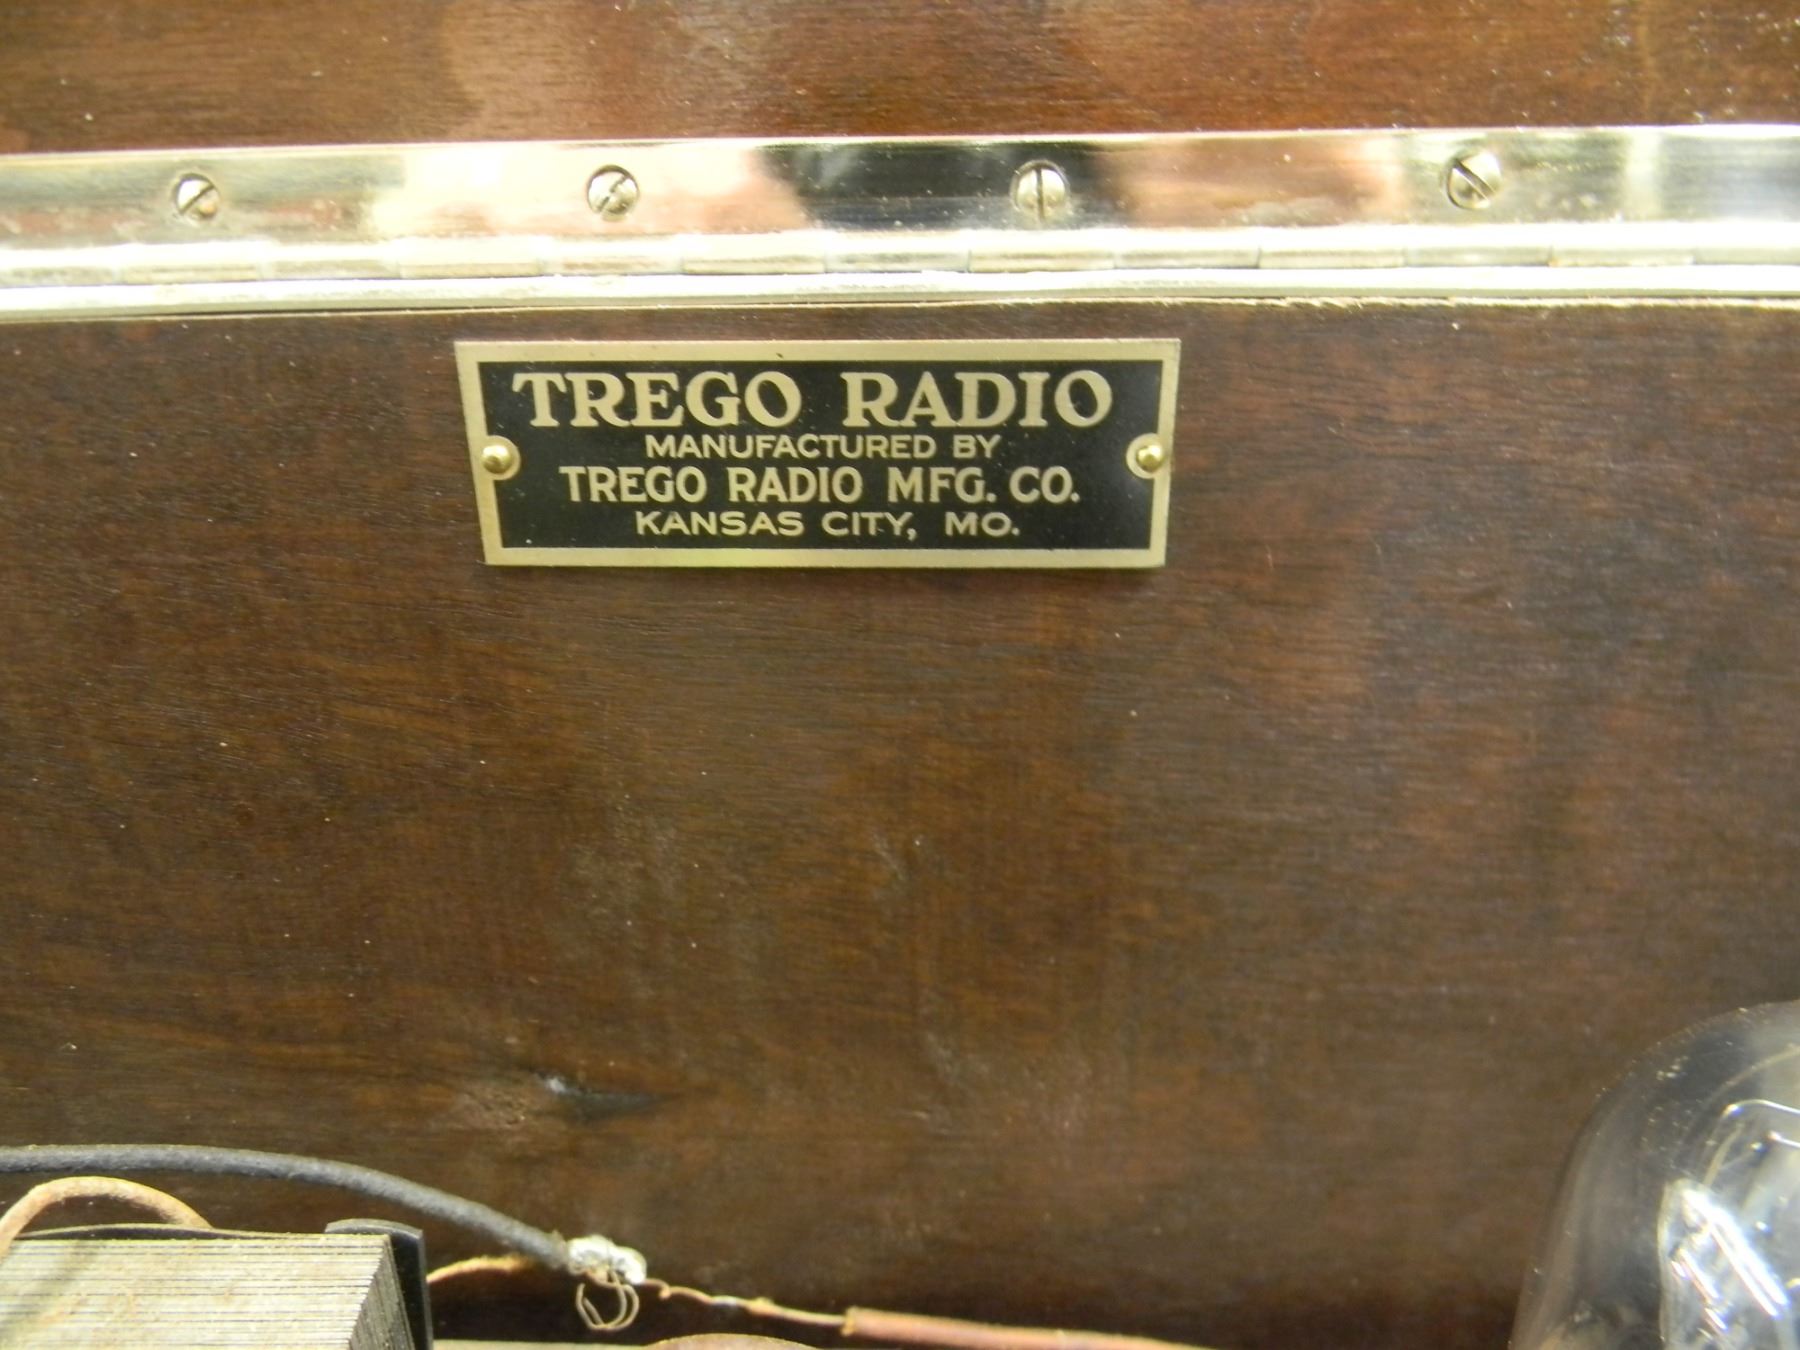 TREGO RADIO
MANUFACTURED BY
TREGO RADIO MFG. CO.
KANSAS CITY, MO.